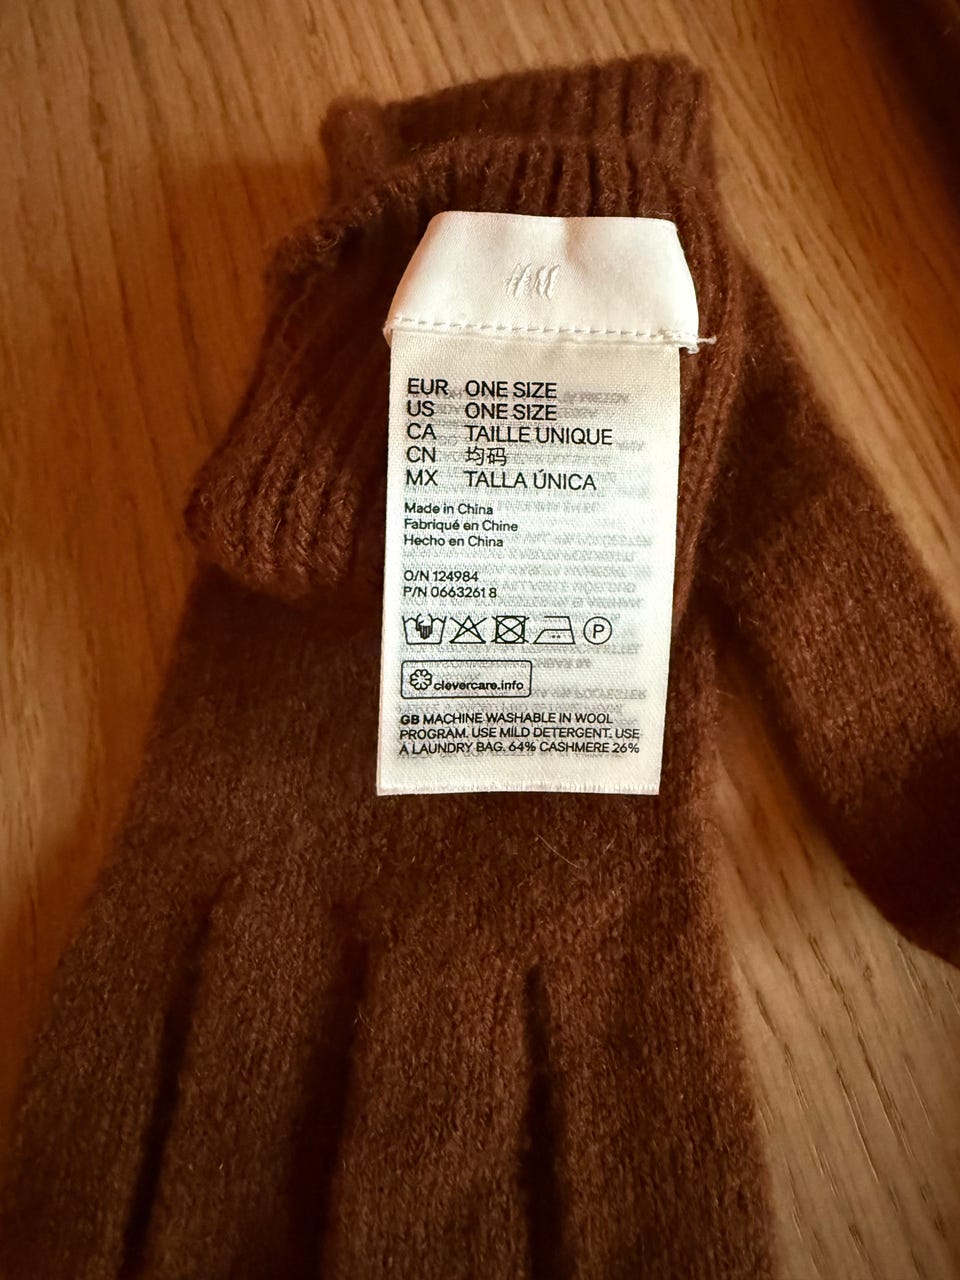 H&M
EUR ONE SIZE
US ONE SIZE
CA TAILLE UNIQUE
CN 均码
MX TALLA ÚNICA
Made in China
Fabriqué en Chine
Hecho en China
O/N 124984
P/N 0663261 8
P
clevercare.info
GB MACHINE WASHABLE IN WOOL
PROGRAM. USE MILD DETERGENT. USE
A LAUNDRY BAG. 64% CASHMERE 26%